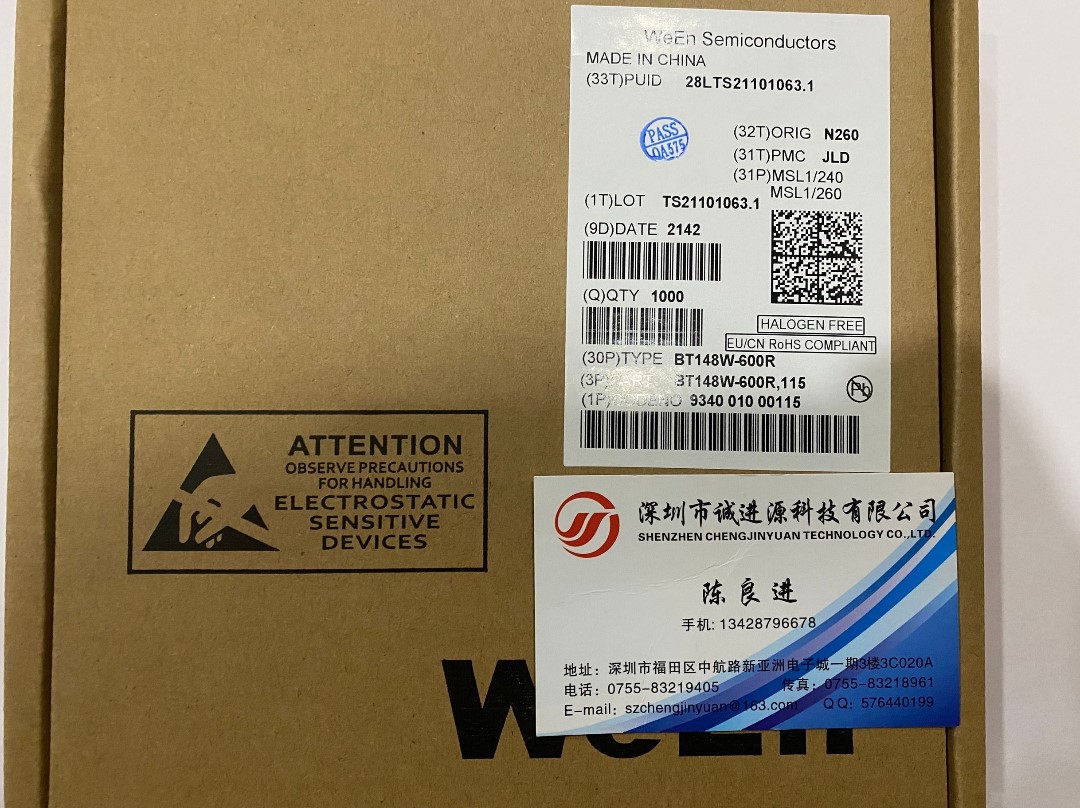 WeEn Semiconductors
MADE IN CHINA
(33T)PUID 28LTS21101063.1
PASS
QA375
(32T)ORIG N260
(31T)PMC JLD
(31P)MSL1/240
MSL1/260
(1T)LOT TS21101063.1
(9D)DATE 2142
(Q)QTY 1000
HALOGEN FREE
EU/CN RoHS COMPLIANT
(30P)TYPE BT148W-600R
BT148W-600R,115
Pb
(1P) 9340 010 00115
ATTENTION
OBSERVE PRECAUTIONS
FOR HANDLING
ELECTROSTATIC
SENSITIVE
DEVICES
深圳市诚进源科技有限公司
SHENZHEN CHENGJINYUAN TECHNOLOGY CO.,LTD.
陈良进
手机: 13428796678
地址: 深圳市福田区中航路新亚洲电子城一期3楼3C020A
电话: 0755-83219405 传真: 0755-83218961
E-mail: szchengjinyuan@163.com QQ: 576440199
WeEn